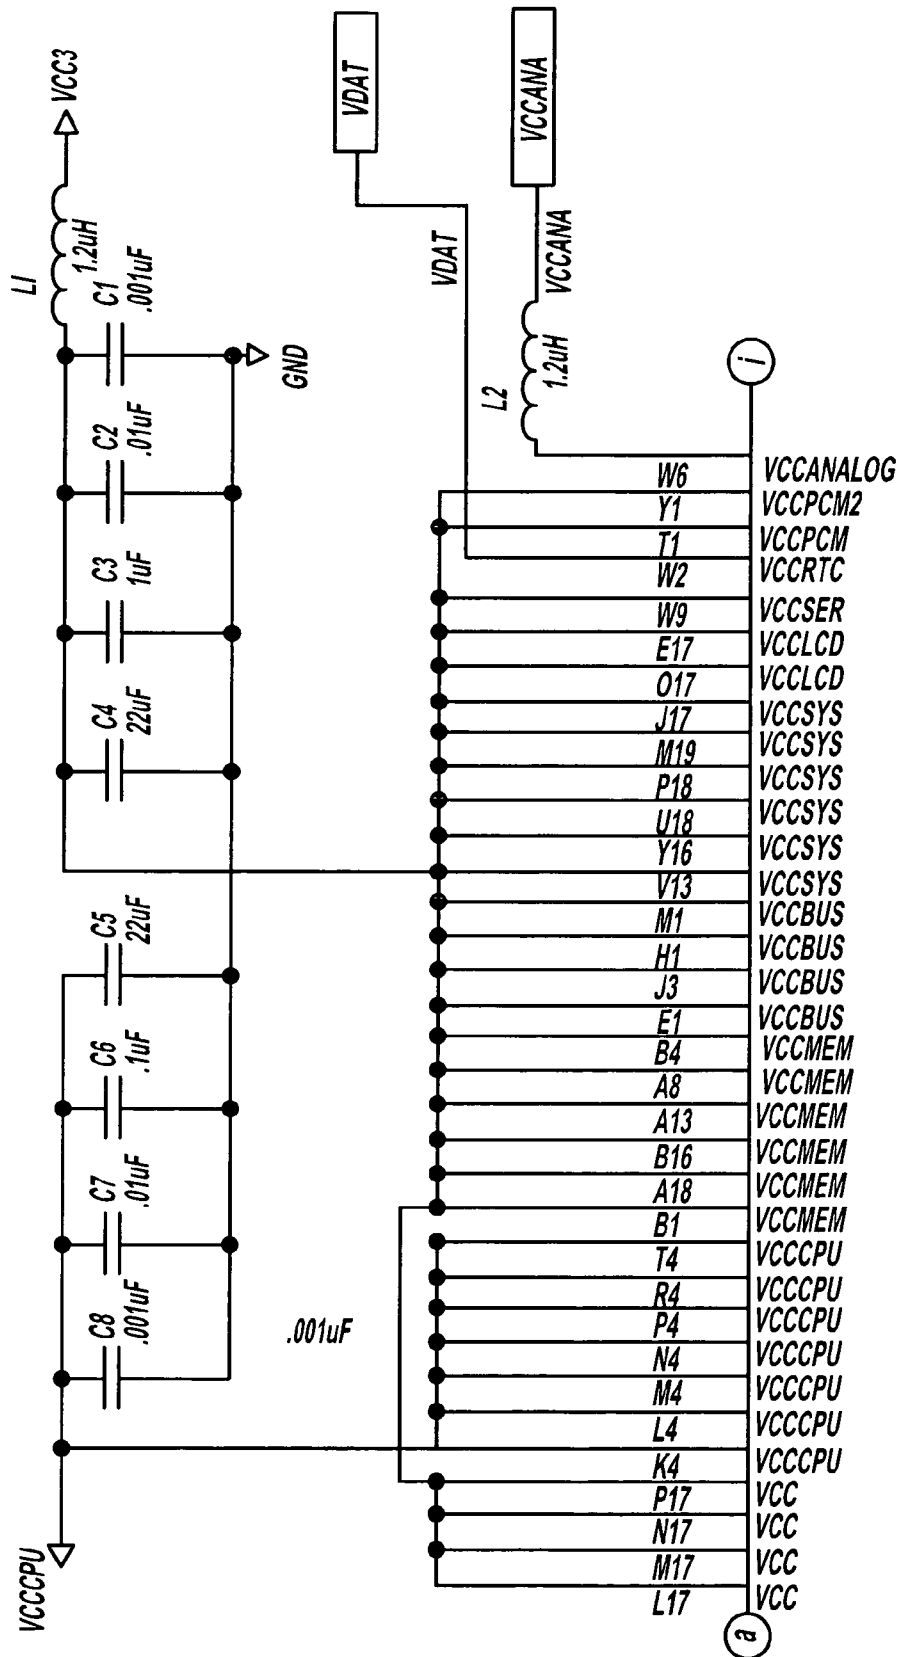 VCC3
L1
1.2uH
C1
.001uF
C2
.01uF
C3
1uF
C4
22uF
C5
22uF
C6
.1uF
C7
.01uF
C8
.001uF
VCCCPU
GND
.001uF
VDAT
VDAT
VCCANA
VCCANA
L2
1.2uH
i
W6 VCCANALOG
Y1 VCCPCM2
T1 VCCPCM
W2 VCCRTC
W9 VCCSER
E17 VCCLCD
O17 VCCLCD
J17 VCCSYS
M19 VCCSYS
P18 VCCSYS
U18 VCCSYS
Y16 VCCSYS
V13 VCCSYS
M1 VCCBUS
H1 VCCBUS
J3 VCCBUS
E1 VCCBUS
B4 VCCMEM
A8 VCCMEM
A13 VCCMEM
B16 VCCMEM
A18 VCCMEM
B1 VCCMEM
T4 VCCCPU
R4 VCCCPU
P4 VCCCPU
N4 VCCCPU
M4 VCCCPU
L4 VCCCPU
K4 VCCCPU
P17 VCC
N17 VCC
M17 VCC
L17 VCC
a